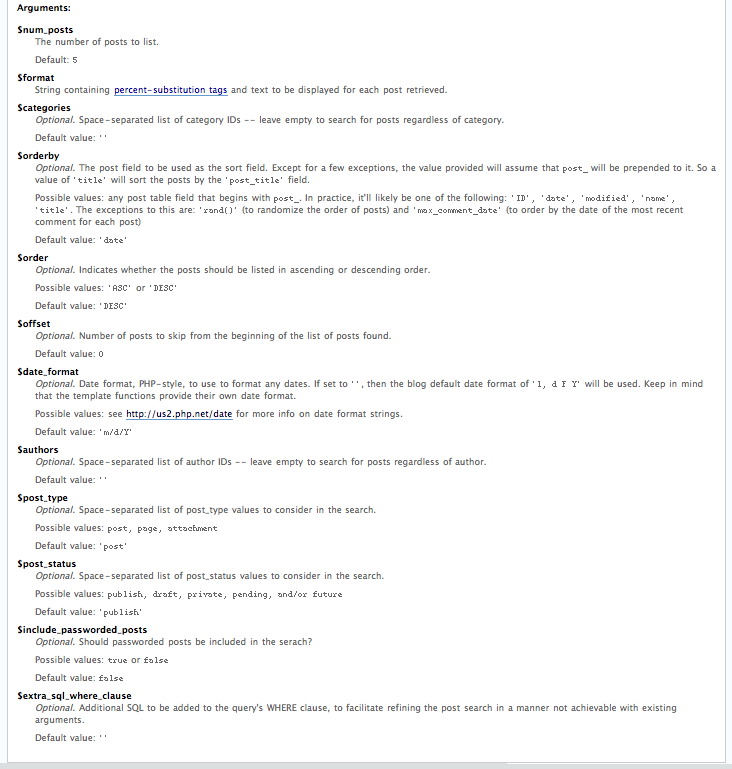 Arguments:
$num_posts
The number of posts to list.
Default: 5
$format
String containing percent-substitution tags and text to be displayed for each post retrieved.
$categories
Optional. Space-separated list of category IDs -- leave empty to search for posts regardless of category.
Default value: ''
$orderby
Optional. The post field to be used as the sort field. Except for a few exceptions, the value provided will assume that post_ will be prepended to it. So a
value of 'title' will sort the posts by the 'post_title' field.
Possible values: any post table field that begins with post_. In practice, it'll likely be one of the following: 'ID', 'date', 'modified', 'name',
'title'. The exceptions to this are: 'rand()' (to randomize the order of posts) and 'max_comment_date' (to order by the date of the most recent
comment for each post)
Default value: 'date'
$order
Optional. Indicates whether the posts should be listed in ascending or descending order.
Possible values: 'ASC' or 'DESC'
Default value: 'DESC'
$offset
Optional. Number of posts to skip from the beginning of the list of posts found.
Default value: 0
$date_format
Optional. Date format, PHP-style, to use to format any dates. If set to '', then the blog default date format of 'l, d F Y' will be used. Keep in mind
that the template functions provide their own date format.
Possible values: see http://us2.php.net/date for more info on date format strings.
Default value: 'm/d/Y'
$authors
Optional. Space-separated list of author IDs -- leave empty to search for posts regardless of author.
Default value: ''
$post_type
Optional. Space-separated list of post_type values to consider in the search.
Possible values: post, page, attachment
Default value: 'post'
$post_status
Optional. Space-separated list of post_status values to consider in the search.
Possible values: publish, draft, private, pending, and/or future
Default value: 'publish'
$include_passworded_posts
Optional. Should passworded posts be included in the serach?
Possible values: true or false
Default value: false
$extra_sql_where_clause
Optional. Additional SQL to be added to the query's WHERE clause, to facilitate refining the post search in a manner not achievable with existing
arguments.
Default value: ''